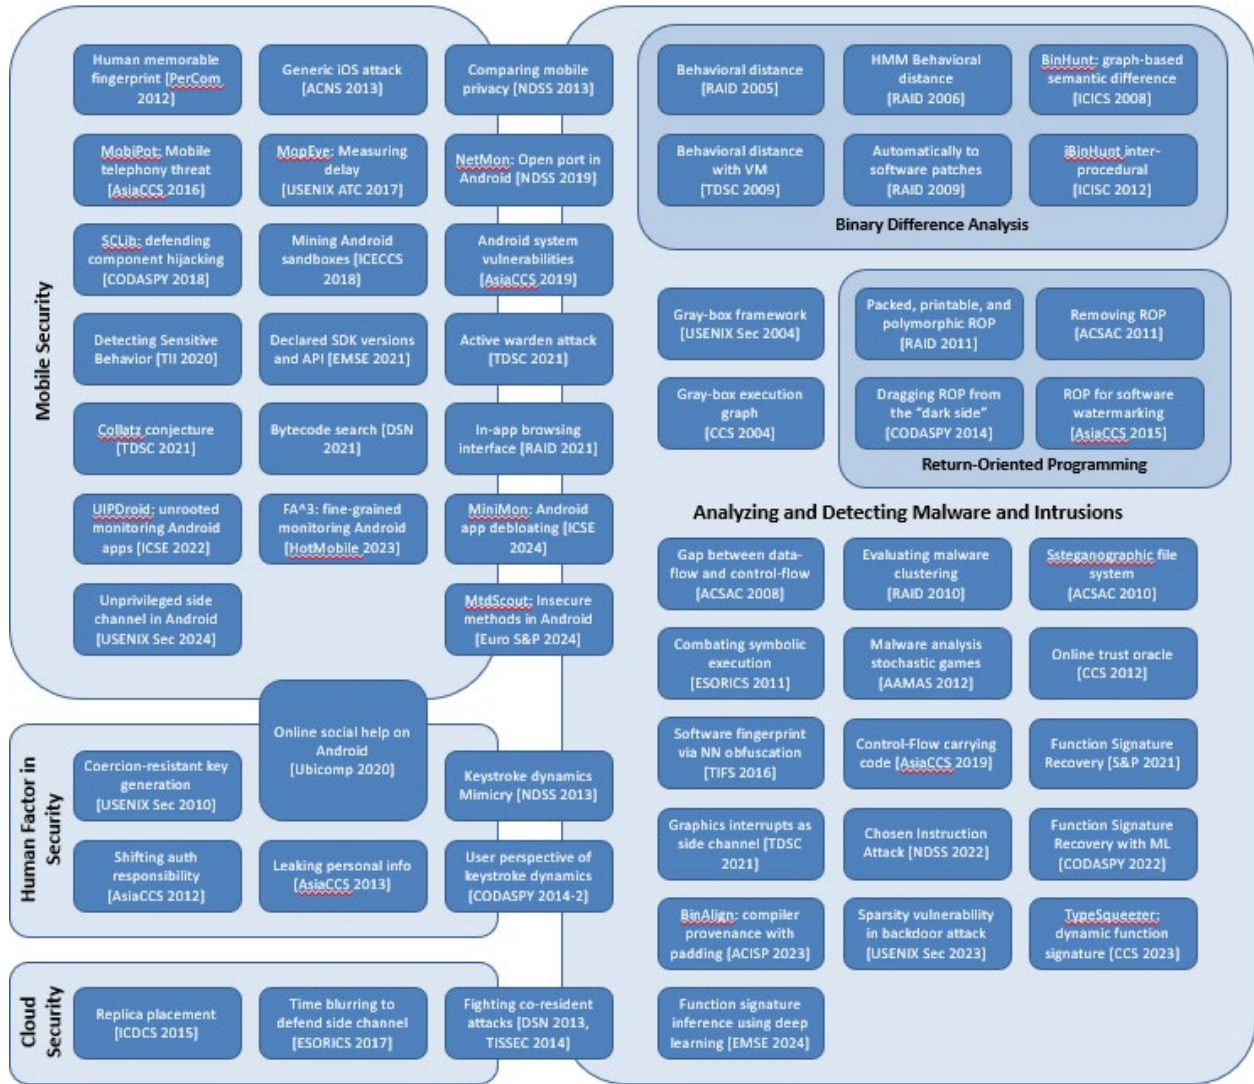 Mobile Security
Human memorable
fingerprint [PerCom
2012]
Generic iOS attack
[ACNS 2013]
Comparing mobile
privacy [NDSS 2013]
MobiPot: Mobile
telephony threat
[AsiaCCS 2016]
MopEye: Measuring
delay
[USENIX ATC 2017]
NetMon: Open port in
Android [NDSS 2019]
SCLib: defending
component hijacking
[CODASPY 2018]
Mining Android
sandboxes [ICECCS
2018]
Android system
vulnerabilities
[AsiaCCS 2019]
Detecting Sensitive
Behavior [TII 2020]
Declared SDK versions
and API [EMSE 2021]
Active warden attack
[TDSC 2021]
Collatz conjecture
[TDSC 2021]
Bytecode search [DSN
2021]
In-app browsing
interface [RAID 2021]
UIPDroid: unrooted
monitoring Android
apps [ICSE 2022]
FA^3: fine-grained
monitoring Android
[HotMobile 2023]
MiniMon: Android
app debloating [ICSE
2024]
Unprivileged side
channel in Android
[USENIX Sec 2024]
MtdScout: Insecure
methods in Android
[Euro S&P 2024]
Human Factor in
Security
Online social help on
Android
[Ubicomp 2020]
Coercion-resistant key
generation
[USENIX Sec 2010]
Keystroke dynamics
Mimicry [NDSS 2013]
Shifting auth
responsibility
[AsiaCCS 2012]
Leaking personal info
[AsiaCCS 2013]
User perspective of
keystroke dynamics
[CODASPY 2014-2]
Cloud
Security
Replica placement
[ICDCS 2015]
Time blurring to
defend side channel
[ESORICS 2017]
Fighting co-resident
attacks [DSN 2013,
TISSEC 2014]
Behavioral distance
[RAID 2005]
HMM Behavioral
distance
[RAID 2006]
BinHunt: graph-based
semantic difference
[ICICS 2008]
Behavioral distance
with VM
[TDSC 2009]
Automatically to
software patches
[RAID 2009]
iBinHunt inter-
procedural
[ICISC 2012]
Binary Difference Analysis
Gray-box framework
[USENIX Sec 2004]
Packed, printable, and
polymorphic ROP
[RAID 2011]
Removing ROP
[ACSAC 2011]
Gray-box execution
graph
[CCS 2004]
Dragging ROP from
the “dark side”
[CODASPY 2014]
ROP for software
watermarking
[AsiaCCS 2015]
Return-Oriented Programming
Analyzing and Detecting Malware and Intrusions
Gap between data-
flow and control-flow
[ACSAC 2008]
Evaluating malware
clustering
[RAID 2010]
Ssteganographic file
system
[ACSAC 2010]
Combating symbolic
execution
[ESORICS 2011]
Malware analysis
stochastic games
[AAMAS 2012]
Online trust oracle
[CCS 2012]
Software fingerprint
via NN obfuscation
[TIFS 2016]
Control-Flow carrying
code [AsiaCCS 2019]
Function Signature
Recovery [S&P 2021]
Graphics interrupts as
side channel [TDSC
2021]
Chosen Instruction
Attack [NDSS 2022]
Function Signature
Recovery with ML
[CODASPY 2022]
BinAlign: compiler
provenance with
padding [ACISP 2023]
Sparsity vulnerability
in backdoor attack
[USENIX Sec 2023]
TypeSqueezer:
dynamic function
signature [CCS 2023]
Function signature
inference using deep
learning [EMSE 2024]